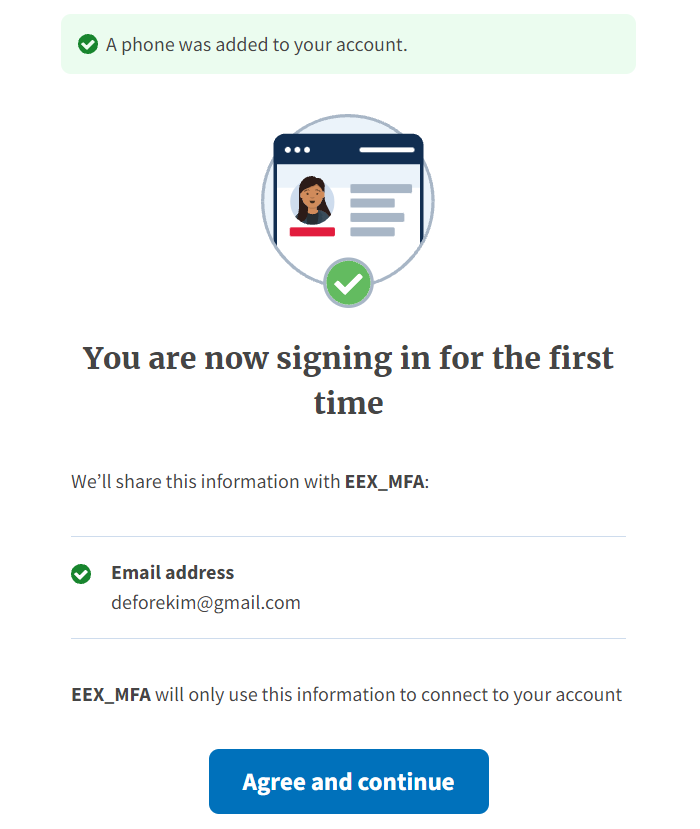 A phone was added to your account.
You are now signing in for the first
time
We’ll share this information with EEX_MFA:
Email address
deforekim@gmail.com
EEX_MFA will only use this information to connect to your account
Agree and continue